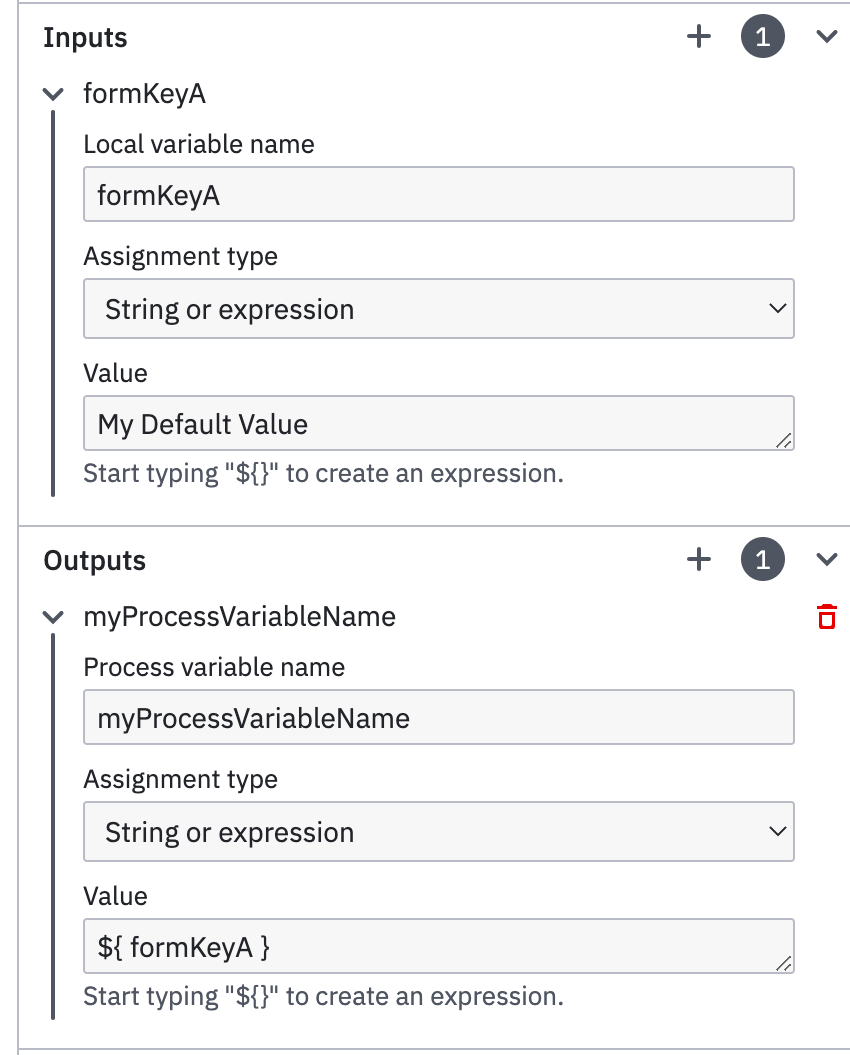 Inputs
1
formKeyA
Local variable name
formKeyA
Assignment type
String or expression
Value
My Default Value
Start typing "${}" to create an expression.
Outputs
1
myProcessVariableName
Process variable name
myProcessVariableName
Assignment type
String or expression
Value
${ formKeyA }
Start typing "${}" to create an expression.